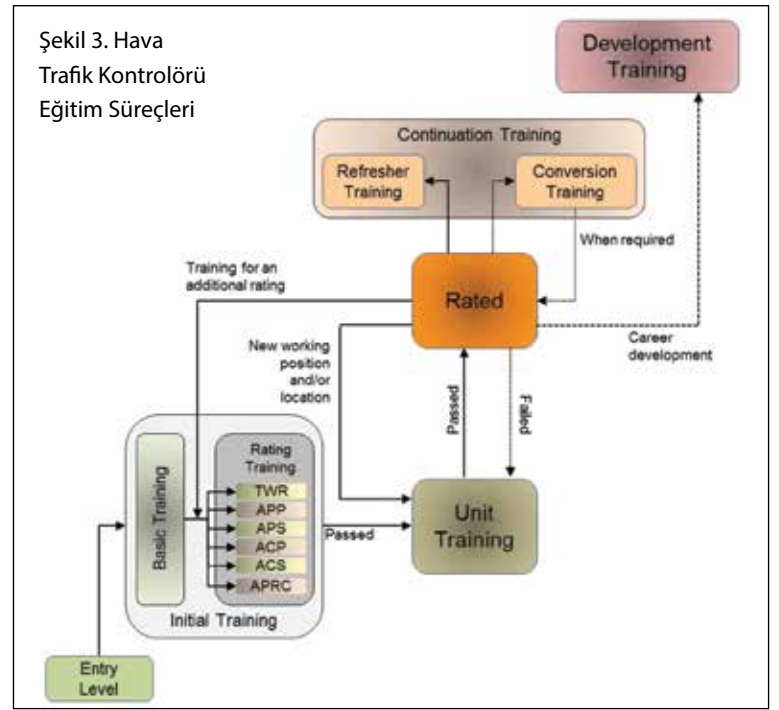 Şekil 3. Hava
Trafik Kontrolörü
Eğitim Süreçleri
Development
Training
Continuation Training
Refresher
Training
Conversion
Training
When required
Training for an
additional rating
Rated
New working
position
and/or
location
Career
development
Passed
Failed
Basic Training
Rating
Training
TWR
APP
APS
ACP
ACS
APRC
Passed
Unit
Training
Initial Training
Entry
Level